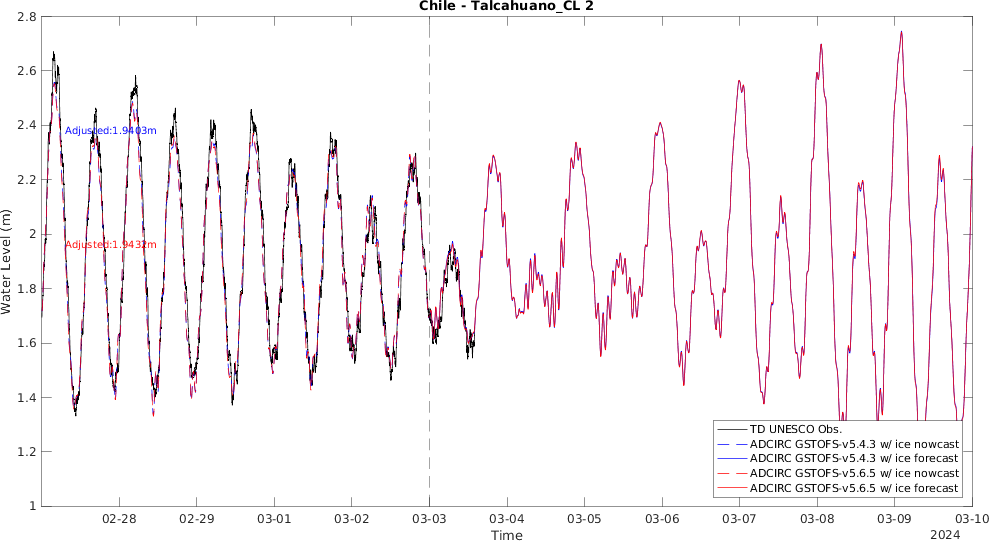 Chile - Talcahuano_CL 2
Water Level (m)
2.8
2.6
2.4
2.2
2
1.8
1.6
1.4
1.2
1
Adjusted:1.9403m
Adjusted:1.9432m
TD UNESCO Obs.
ADCIRC GSTOFS-v5.4.3 w/ ice nowcast
ADCIRC GSTOFS-v5.4.3 w/ ice forecast
ADCIRC GSTOFS-v5.6.5 w/ ice nowcast
ADCIRC GSTOFS-v5.6.5 w/ ice forecast
02-28 02-29 03-01 03-02 03-03 03-04 03-05 03-06 03-07 03-08 03-09 03-10
Time
2024